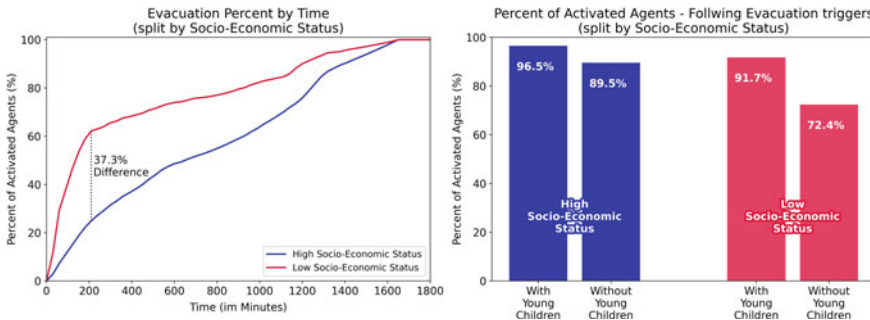 Evacuation Percent by Time
(split by Socio-Economic Status)
Percent of Activated Agents (%)
100
80
60
40
20
0
37.3%
Difference
High Socio-Economic Status
Low Socio-Economic Status
0 200 400 600 800 1000 1200 1400 1600 1800
Time (im Minutes)
Percent of Activated Agents - Follwing Evacuation triggers
(split by Socio-Economic Status)
Percent of Activated Agents (%)
100
80
60
40
20
0
96.5%
89.5%
91.7%
72.4%
High
Socio-Economic
Status
Low
Socio-Economic
Status
With
Young
Children
Without
Young
Children
With
Young
Children
Without
Young
Children